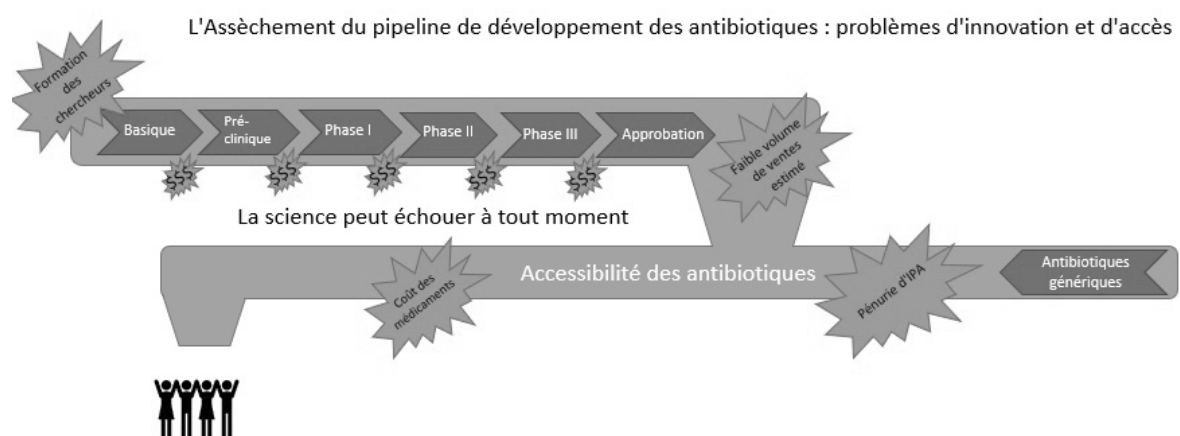 L'Assèchement du pipeline de développement des antibiotiques : problèmes d'innovation et d'accès
Formation
des
chercheurs
Basique
Pré-
clinique
Phase I
Phase II
Phase III
Approbation
Faible volume
de ventes
estimé
$$$
$$$
$$$
$$$
$$$
La science peut échouer à tout moment
Coût des
médicaments
Accessibilité des antibiotiques
Pénurie d'IPA
Antibiotiques
génériques